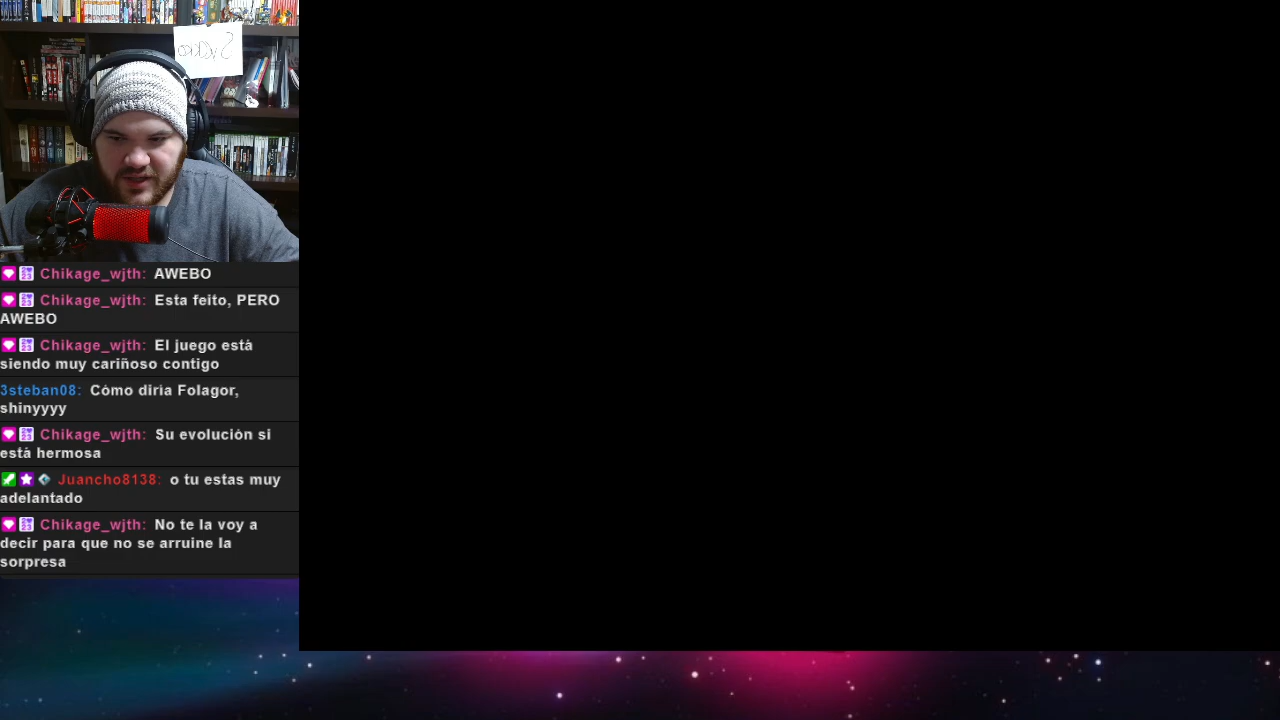 Chikage_wjth: AWEBO
Chikage_wjth: Esta feito, PERO
AWEBO
Chikage_wjth: El juego está
siendo muy cariñoso contigo
3steban08: Cómo diría Folagor,
shinyyyy
Chikage_wjth: Su evolución si
está hermosa
Juancho8138: o tu estas muy
adelantado
Chikage_wjth: No te la voy a
decir para que no se arruine la
sorpresa